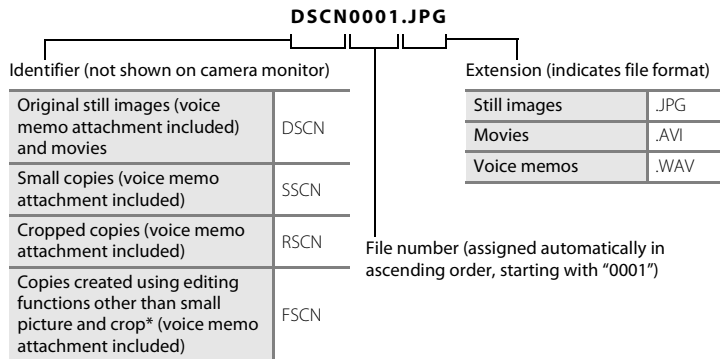 DSCN0001.JPG
Identifier (not shown on camera monitor)
Original still images (voice
memo attachment included)
and movies
DSCN
Small copies (voice memo
attachment included)
SSCN
Cropped copies (voice memo
attachment included)
RSCN
Copies created using editing
functions other than small
picture and crop* (voice memo
attachment included)
FSCN
Extension (indicates file format)
Still images .JPG
Movies .AVI
Voice memos .WAV
File number (assigned automatically in
ascending order, starting with “0001”)